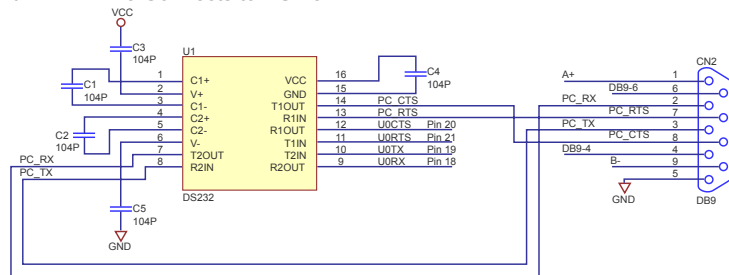 VCC
C3
104P
U1
C1
104P
C2
104P
1 C1+
2 V+
3 C1-
4 C2+
5 C2-
6 V-
PC_RX 7 T2OUT
PC_TX 8 R2IN
C5
104P
GND
DS232
VCC 16
GND 15
T1OUT 14 PC_CTS
R1IN 13 PC_RTS
R1OUT 12 U0CTS Pin 20
T1IN 11 U0RTS Pin 21
T2IN 10 U0TX Pin 19
R2OUT 9 U0RX Pin 18
C4
104P
CN2
A+ 1
DB9-6 6
PC_RX 2
PC_RTS 7
PC_TX 3
PC_CTS 8
DB9-4 4
B- 9
5
GND
DB9